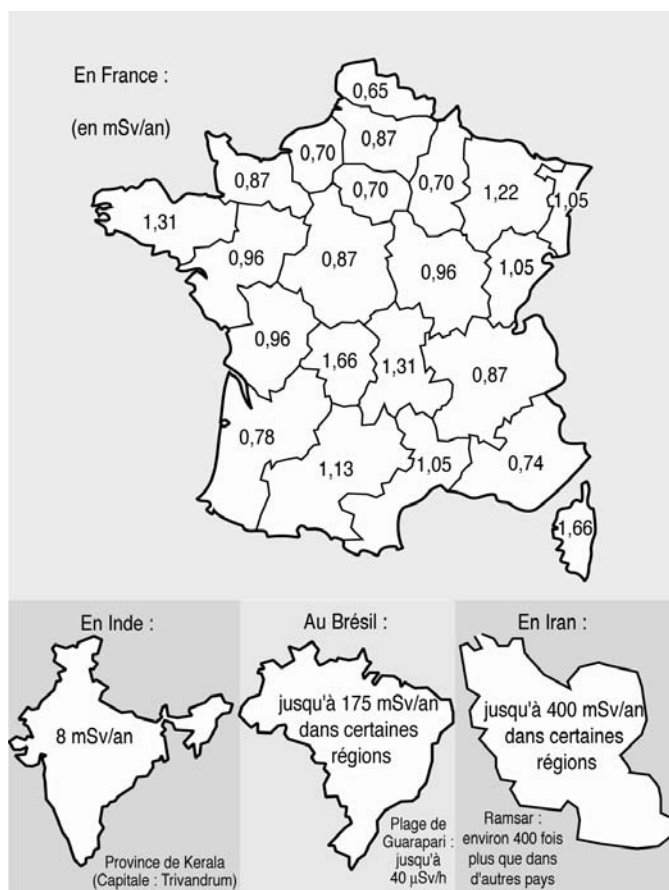 En France :
(en mSv/an)
0,65
0,87
0,70
0,87
0,70
0,70
1,22
1,05
1,31
0,96
0,87
0,96
1,05
0,96
1,66
1,31
0,87
0,78
1,13
1,05
0,74
1,66
En Inde :
8 mSv/an
Province de Kerala
(Capitale : Trivandrum)
Au Brésil :
jusqu'à 175 mSv/an
dans certaines
régions
Plage de
Guarapari :
jusqu'à
40 µSv/h
En Iran :
jusqu'à 400 mSv/an
dans certaines
régions
Ramsar :
environ 400 fois
plus que dans
d'autres pays